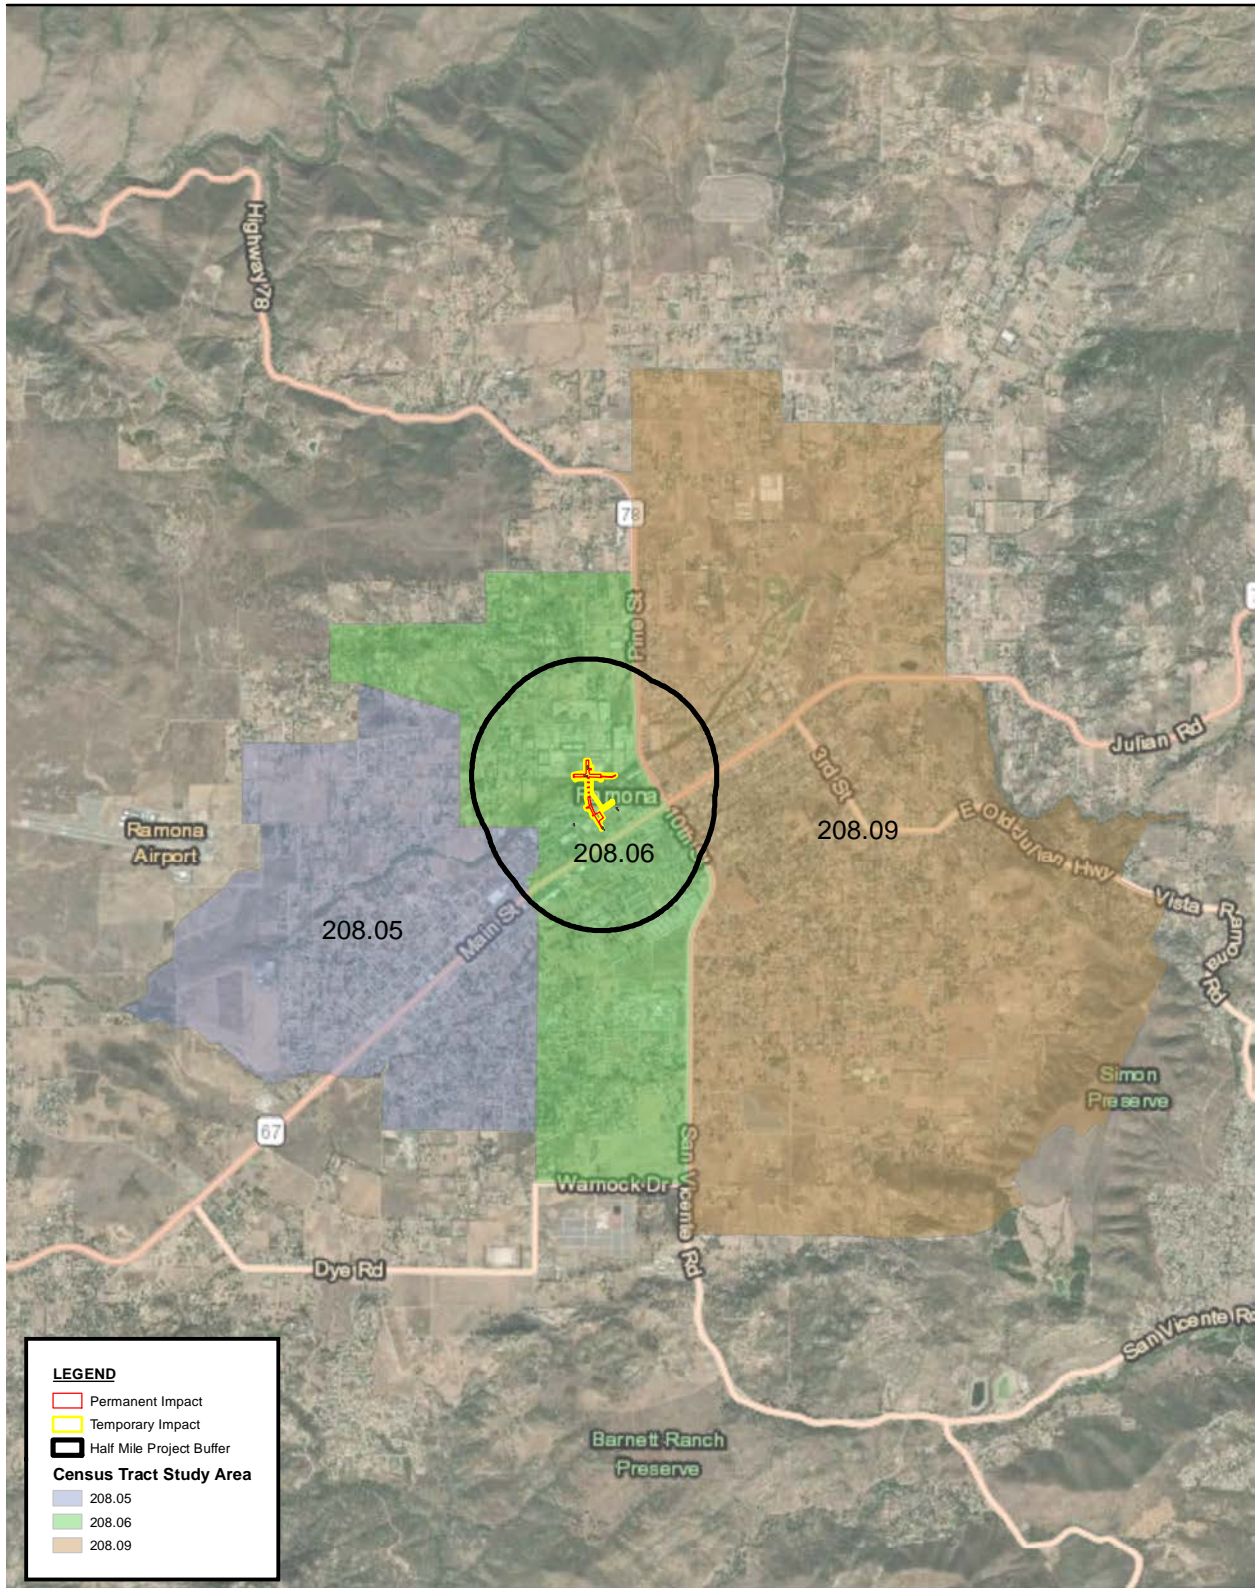 Highway 78
78
Pine St
Julian Rd
3rd St
E Old Julian Hwy
Ramona
10th St
Ramona
Airport
208.09
208.06
208.05
Main St
Vista Ramona Rd
Simon
Preserve
67
Warnock Dr
San Vicente Rd
Dye Rd
San Vicente Rd
Barnett Ranch
Preserve
LEGEND
Permanent Impact
Temporary Impact
Half Mile Project Buffer
Census Tract Study Area
208.05
208.06
208.09